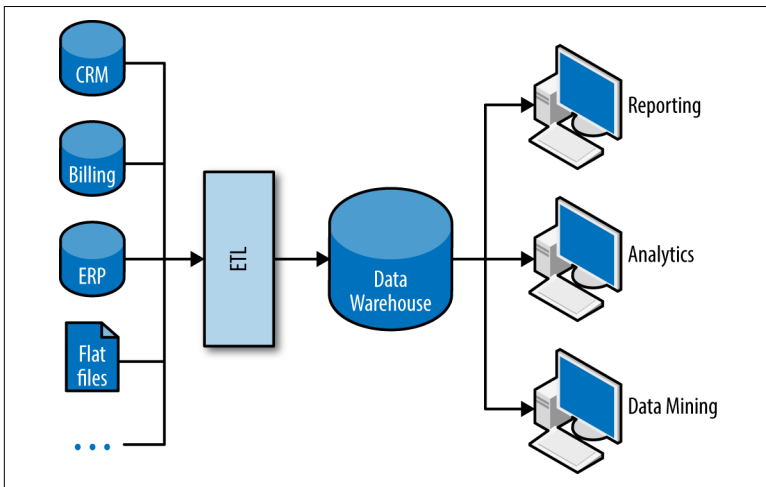 CRM
Billing
ERP
Flat
files
...
ETL
Data
Warehouse
Reporting
Analytics
Data Mining